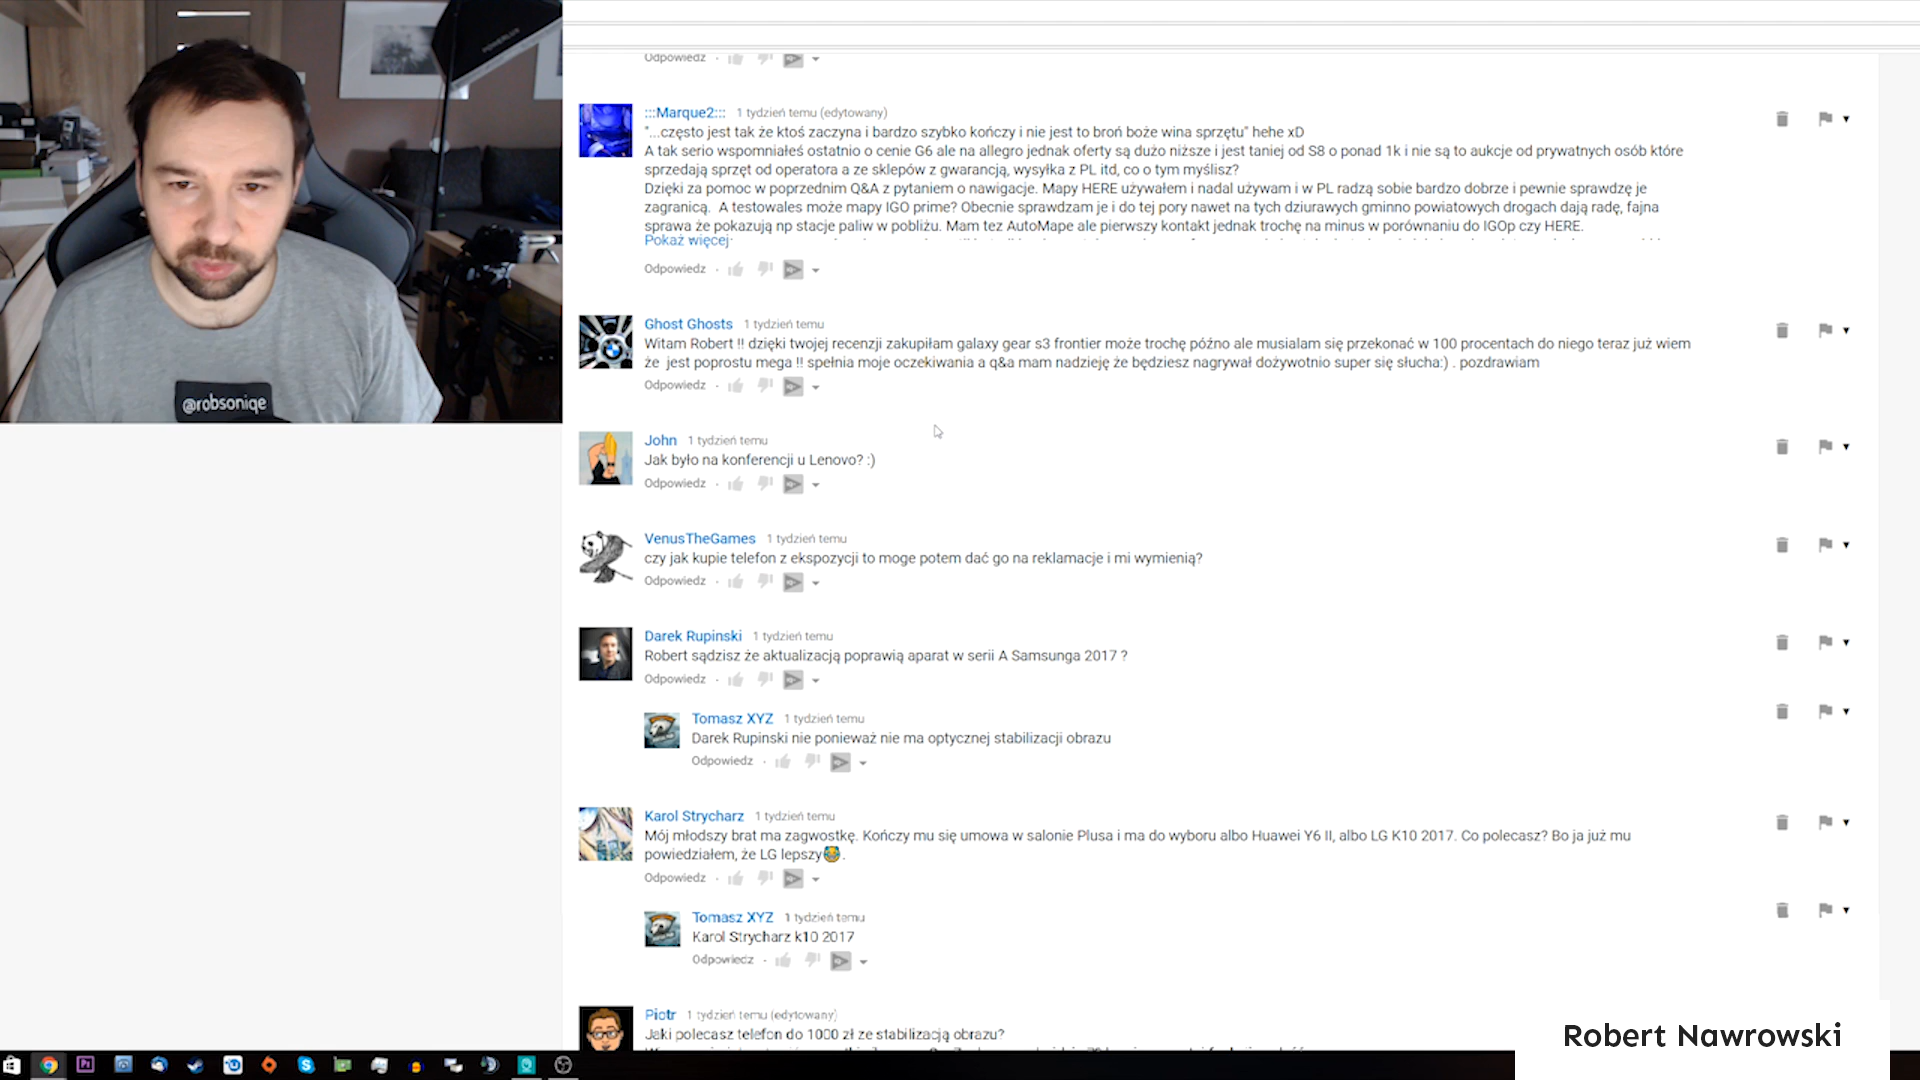 POWERLUX
@robsoniqe
Odpowiedz
:::Marque2::: 1 tydzień temu (edytowany)
"...często jest tak że ktoś zaczyna i bardzo szybko kończy i nie jest to broń boże wina sprzętu" hehe xD
A tak serio wspomniałeś ostatnio o cenie G6 ale na allegro jednak oferty są dużo niższe i jest taniej od S8 o ponad 1k i nie są to aukcje od prywatnych osób które
sprzedają sprzęt od operatora a ze sklepów z gwarancją, wysyłka z PL itd, co o tym myślisz?
Dzięki za pomoc w poprzednim Q&A z pytaniem o nawigacje. Mapy HERE używałem i nadal używam i w PL radzą sobie bardzo dobrze i pewnie sprawdzę je
zagranicą. A testowales może mapy IGO prime? Obecnie sprawdzam je i do tej pory nawet na tych dziurawych gminno powiatowych drogach dają radę, fajna
sprawa że pokazują np stacje paliw w pobliżu. Mam tez AutoMape ale pierwszy kontakt jednak trochę na minus w porównaniu do IGOp czy HERE.
Pokaż więcej
Odpowiedz
Ghost Ghosts 1 tydzień temu
Witam Robert !! dzięki twojej recenzji zakupiłam galaxy gear s3 frontier może trochę późno ale musialam się przekonać w 100 procentach do niego teraz już wiem
że jest poprostu mega !! spełnia moje oczekiwania a q&a mam nadzieję że będziesz nagrywał dożywotnio super się słucha:) . pozdrawiam
Odpowiedz
John 1 tydzień temu
Jak było na konferencji u Lenovo? :)
Odpowiedz
VenusTheGames 1 tydzień temu
czy jak kupie telefon z ekspozycji to moge potem dać go na reklamacje i mi wymienią?
Odpowiedz
Darek Rupinski 1 tydzień temu
Robert sądzisz że aktualizacją poprawią aparat w serii A Samsunga 2017 ?
Odpowiedz
Tomasz XYZ 1 tydzień temu
Darek Rupinski nie ponieważ nie ma optycznej stabilizacji obrazu
Odpowiedz
Karol Strycharz 1 tydzień temu
Mój młodszy brat ma zagwostkę. Kończy mu się umowa w salonie Plusa i ma do wyboru albo Huawei Y6 II, albo LG K10 2017. Co polecasz? Bo ja już mu
powiedziałem, że LG lepszy .
Odpowiedz
Tomasz XYZ 1 tydzień temu
Karol Strycharz k10 2017
Odpowiedz
Piotr 1 tydzień temu (edytowany)
Jaki polecasz telefon do 1000 zł ze stabilizacją obrazu?
Robert Nawrowski